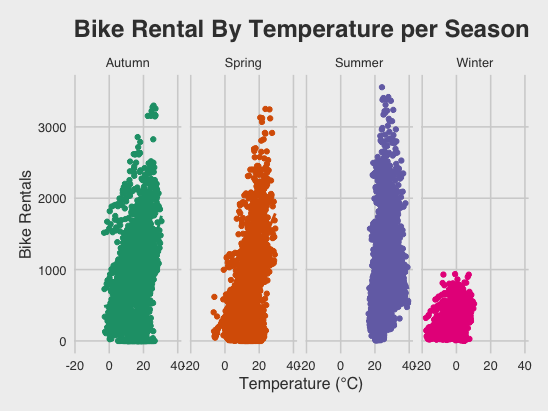 Bike Rental By Temperature per Season
Autumn Spring Summer Winter
3000
2000
1000
0
-20 0 20 40 -20 0 20 40 -20 0 20 40 -20 0 20 40
Temperature (°C)
Bike Rentals